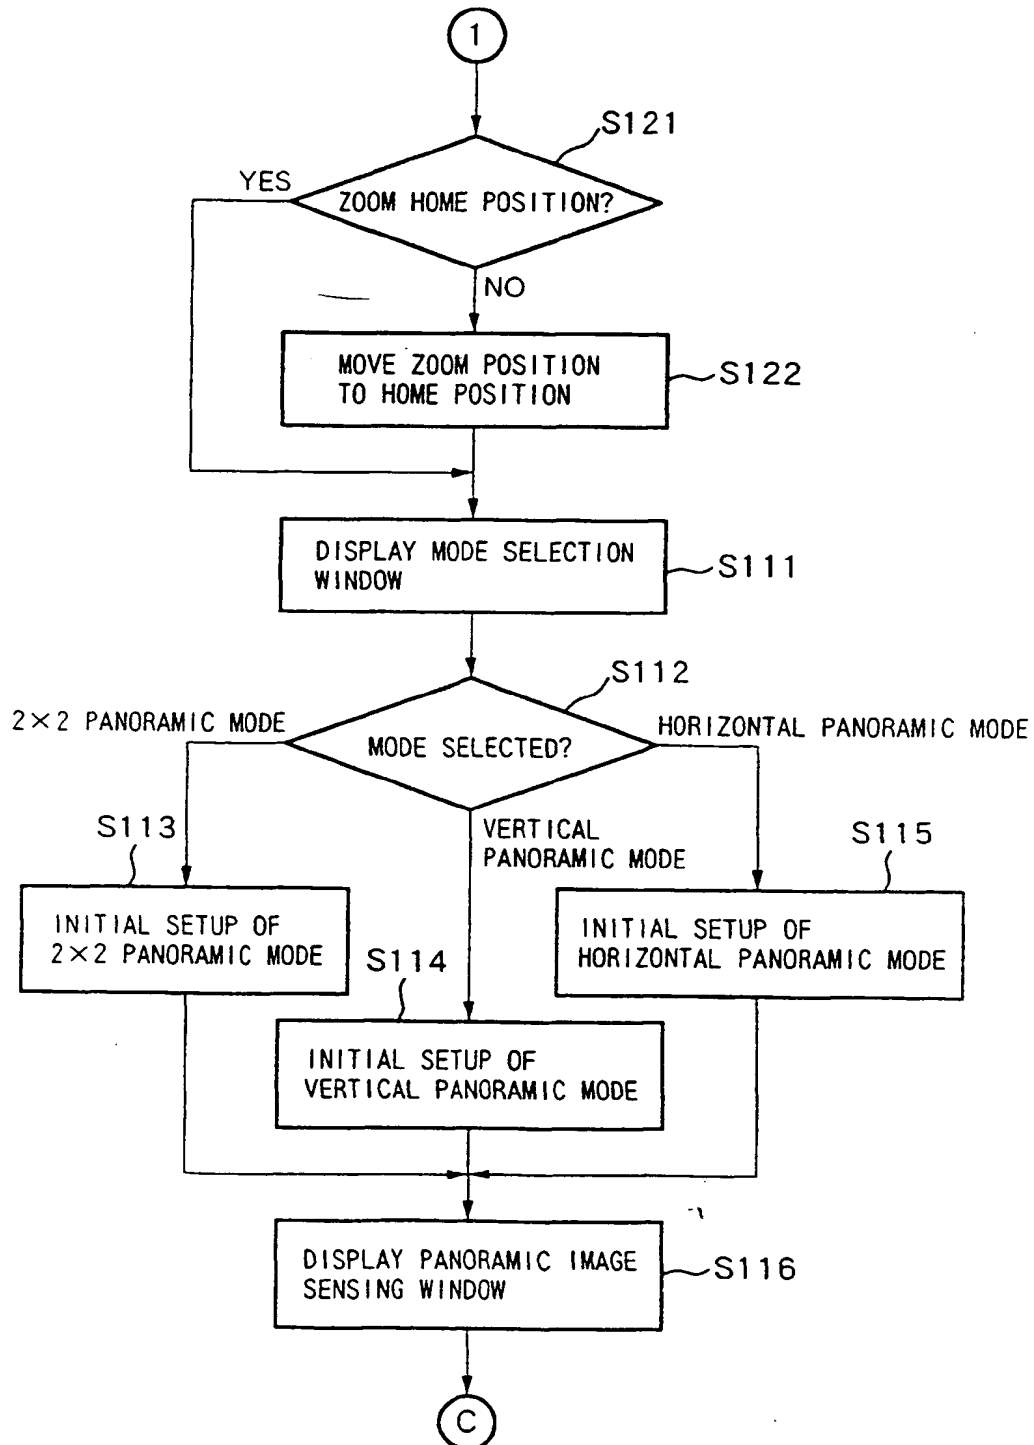 1
S121
YES
ZOOM HOME POSITION?
NO
MOVE ZOOM POSITION
TO HOME POSITION
S122
DISPLAY MODE SELECTION
WINDOW
S111
S112
2×2 PANORAMIC MODE
HORIZONTAL PANORAMIC MODE
MODE SELECTED?
S113
VERTICAL
PANORAMIC MODE
S115
INITIAL SETUP OF
2×2 PANORAMIC MODE
INITIAL SETUP OF
HORIZONTAL PANORAMIC MODE
S114
INITIAL SETUP OF
VERTICAL PANORAMIC MODE
DISPLAY PANORAMIC IMAGE
SENSING WINDOW
S116
C